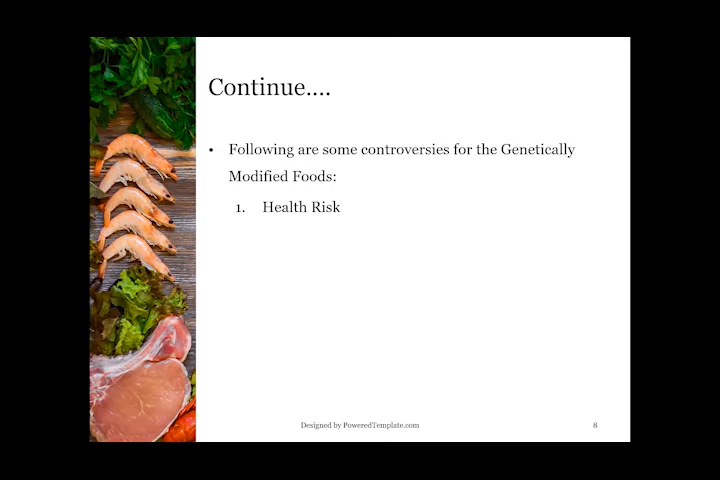 Continue....
• Following are some controversies for the Genetically
Modified Foods:
1. Health Risk
Designed by PoweredTemplate.com
8